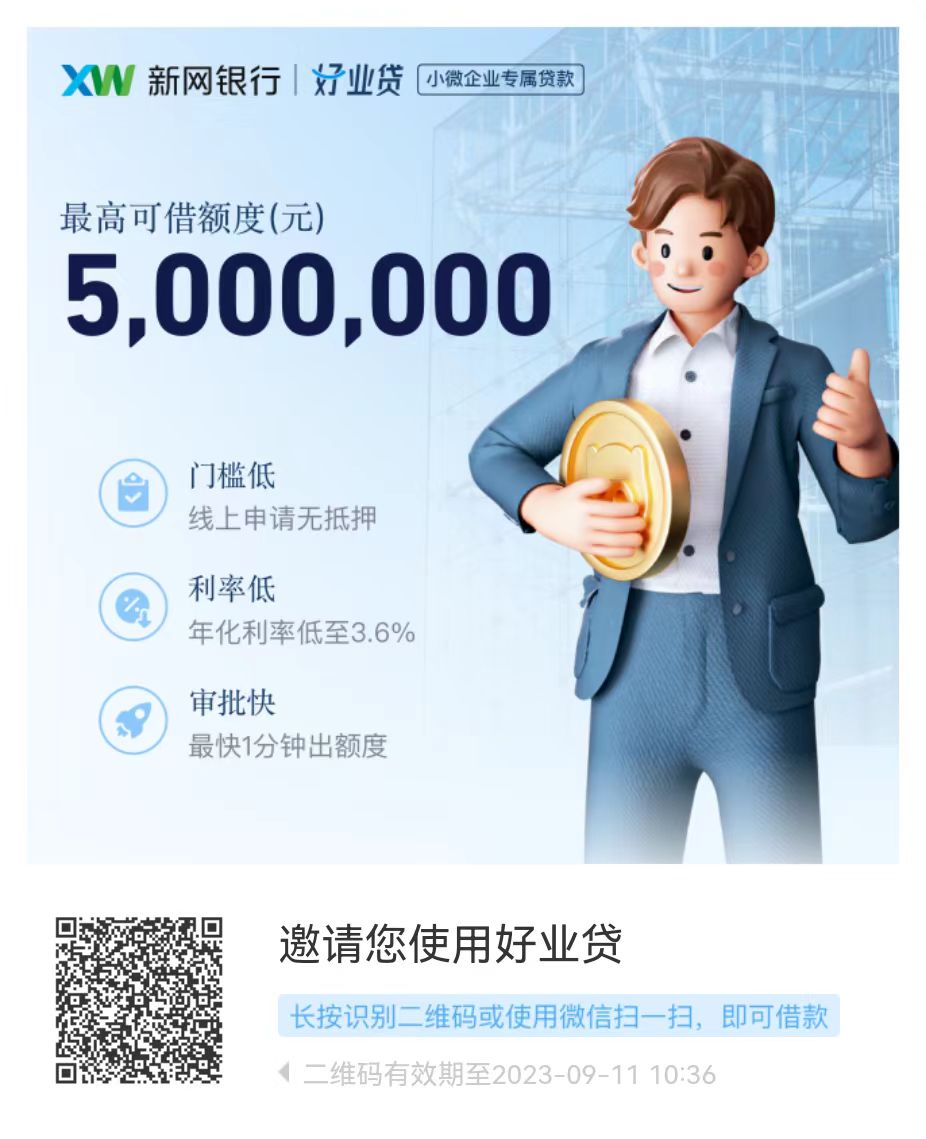 XW 新网银行 | 好业贷 小微企业专属贷款
最高可借额度(元)
5,000,000
门槛低
线上申请无抵押
利率低
年化利率低至3.6%
审批快
最快1分钟出额度
邀请您使用好业贷
长按识别二维码或使用微信扫一扫，即可借款
二维码有效期至2023-09-11 10:36